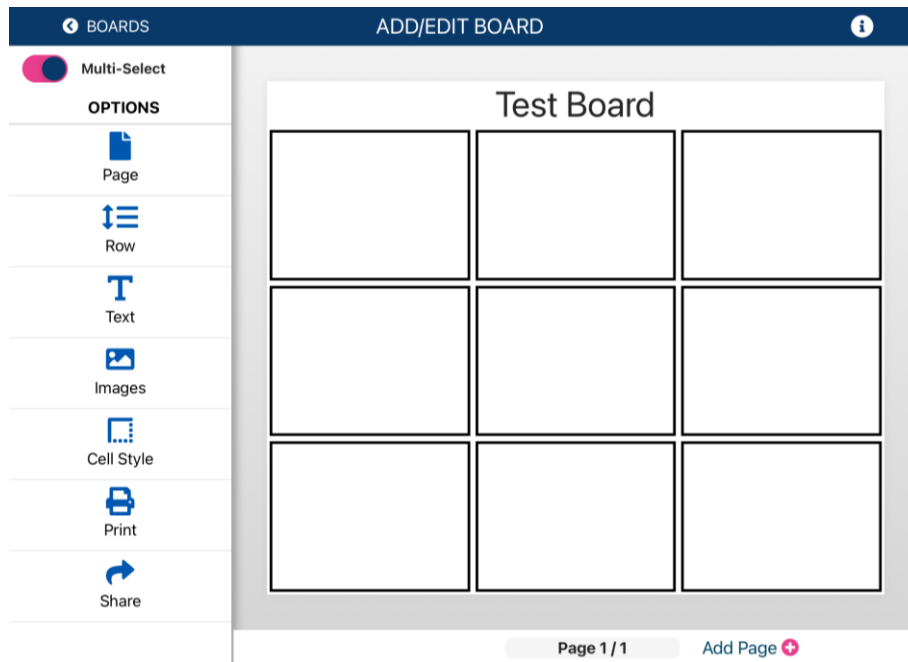 BOARDS
ADD/EDIT BOARD
Multi-Select
OPTIONS
Page
Row
Text
Images
Cell Style
Print
Share
Test Board
Page 1 / 1
Add Page